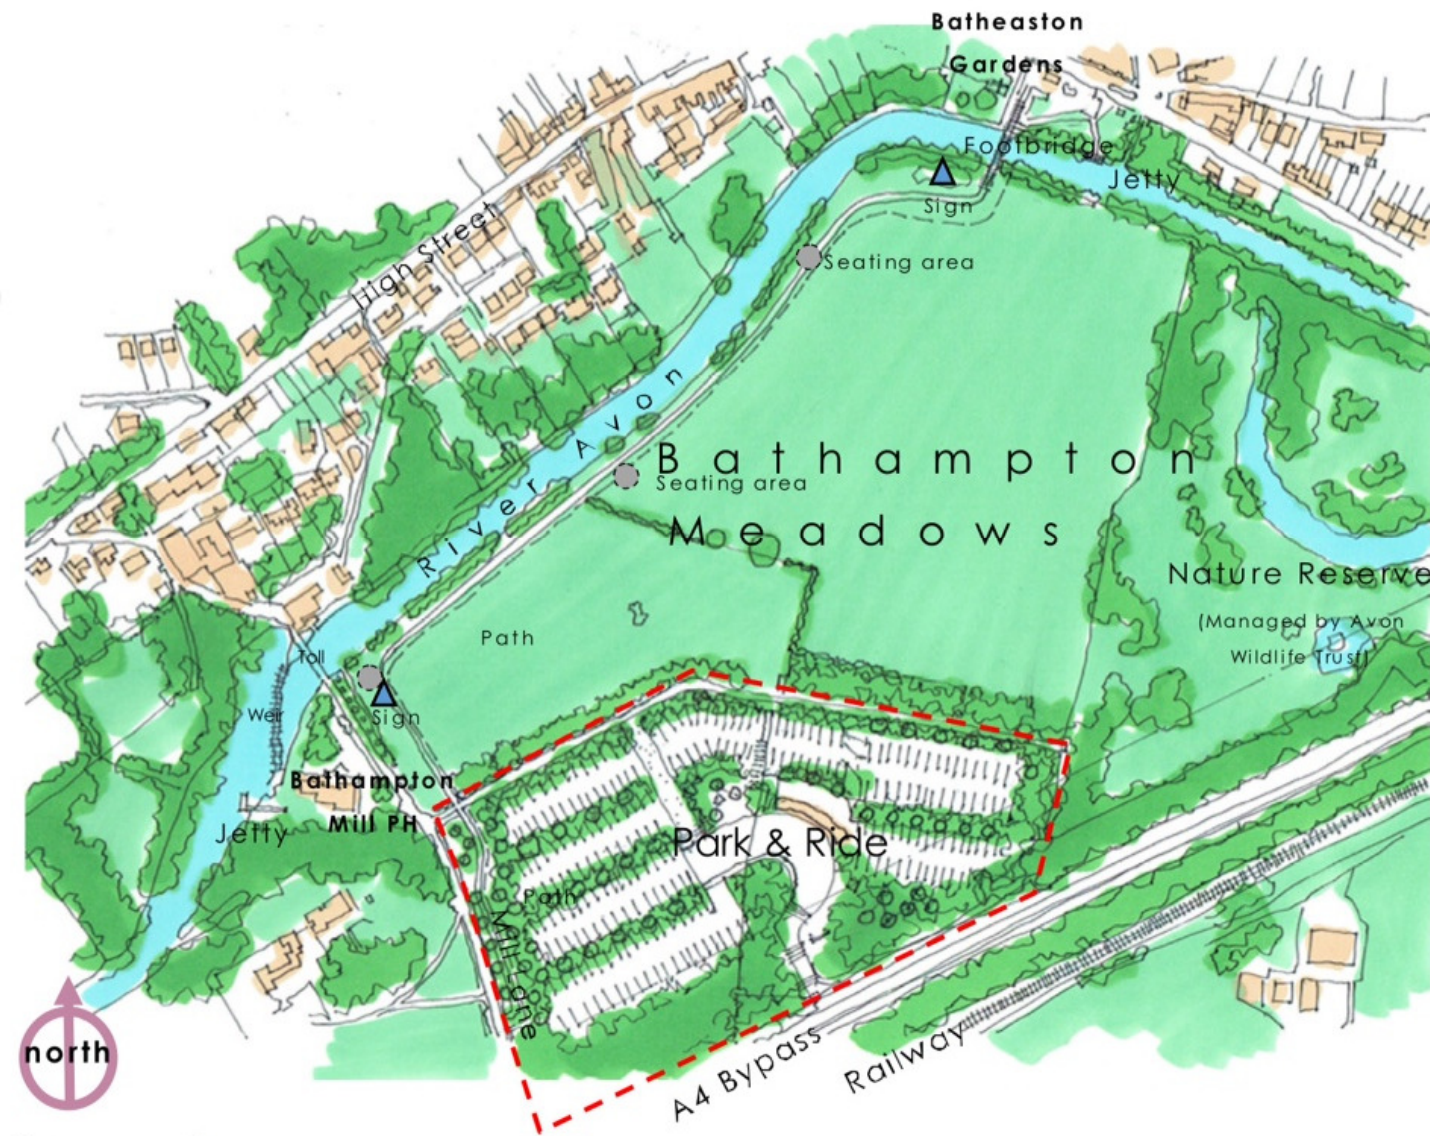 Batheaston
Gardens
Footbridge
Jetty
Sign
Seating area
High Street
River Avon
Bathampton
Seating area
Meadows
Nature Reserve
(Managed by Avon
Wildlife Trust)
Path
Toll
Weir
Sign
Bathampton
Mill PH
Jetty
Park & Ride
Path
Mill Lane
north
A4 Bypass
Railway